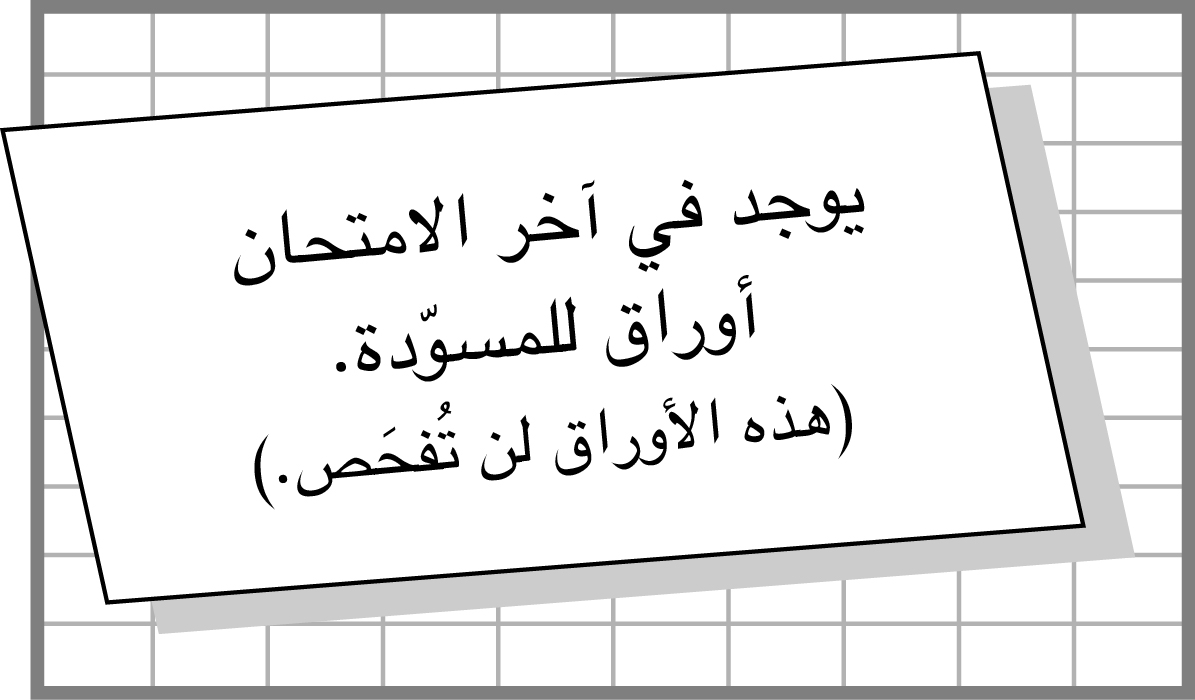 يوجد في آخر الامتحان
أوراق للمسوّدة.
(هذه الأوراق لن تُفحَص.)